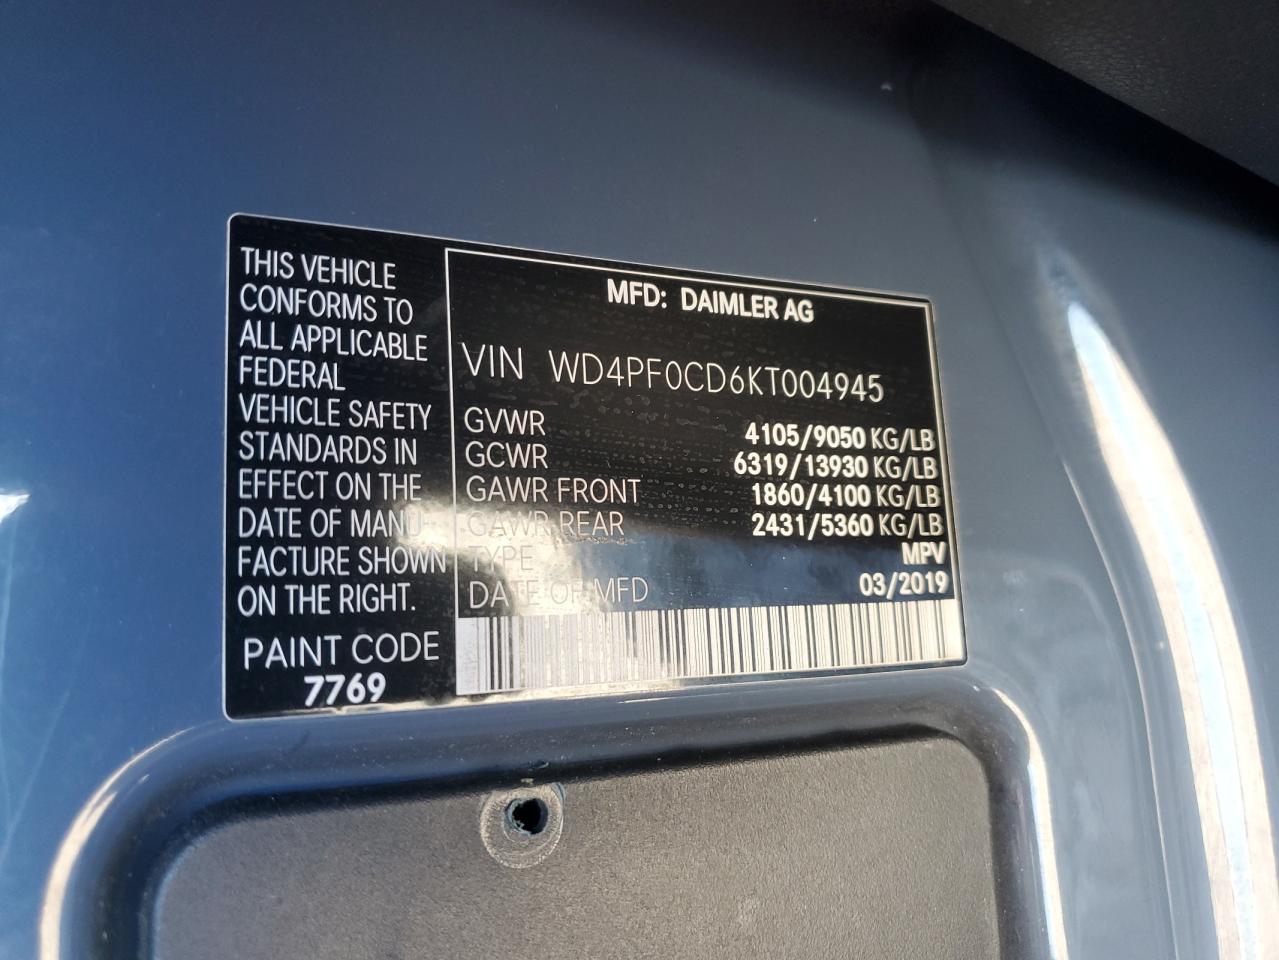 THIS VEHICLE
CONFORMS TO
ALL APPLICABLE
FEDERAL
VEHICLE SAFETY
STANDARDS IN
EFFECT ON THE
DATE OF MANU-
FACTURE SHOWN
ON THE RIGHT.
PAINT CODE
7769
MFD: DAIMLER AG
VIN WD4PF0CD6KT004945
GVWR 4105/9050 KG/LB
GCWR 6319/13930 KG/LB
GAWR FRONT 1860/4100 KG/LB
GAWR REAR 2431/5360 KG/LB
TYPE MPV
DATE OF MFD 03/2019